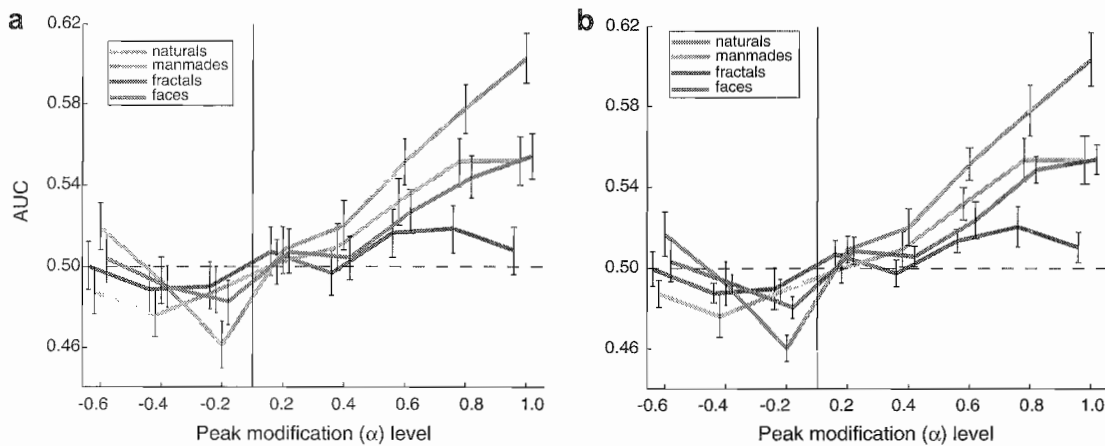 a
0.62
0.58
0.54
0.50
0.46
AUC
naturals
manmades
fractals
faces
-0.6 -0.4 -0.2 0.2 0.4 0.6 0.8 1.0
Peak modification (α) level
b
0.62
0.58
0.54
0.50
0.46
naturals
manmades
fractals
faces
-0.6 -0.4 -0.2 0.2 0.4 0.6 0.8 1.0
Peak modification (α) level